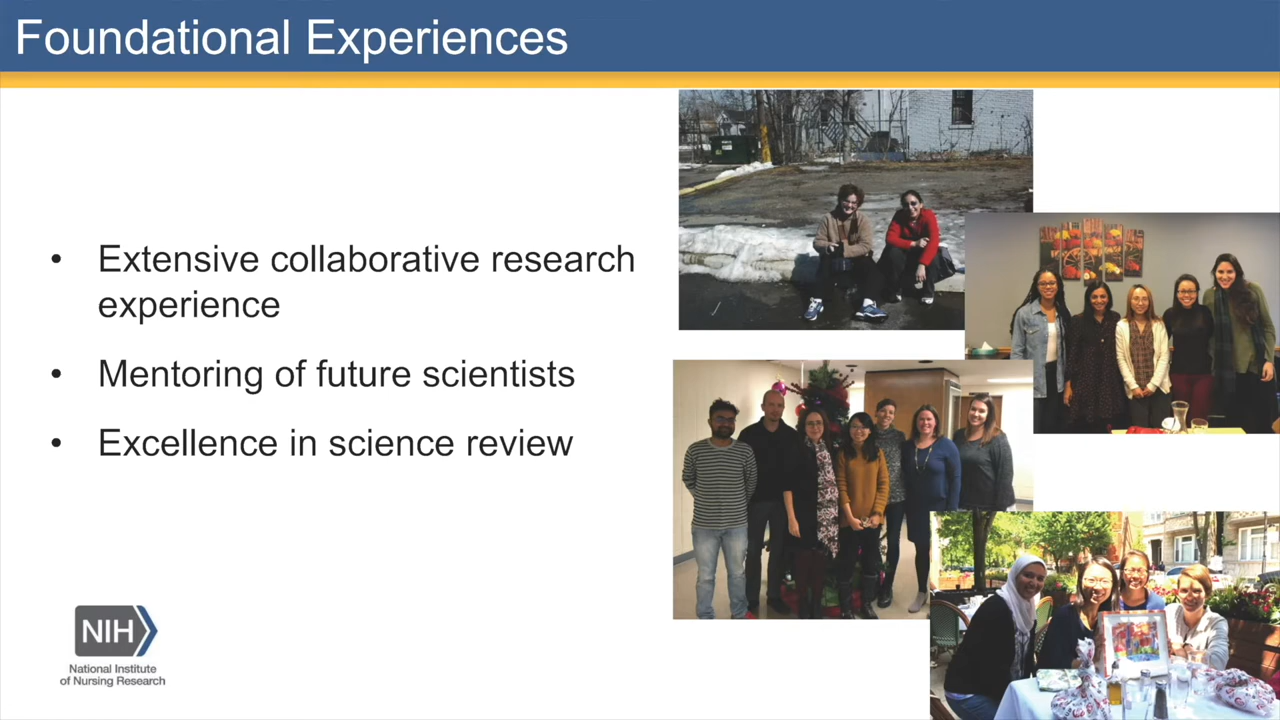 Foundational Experiences
• Extensive collaborative research
experience
• Mentoring of future scientists
• Excellence in science review
NIH
National Institute
of Nursing Research